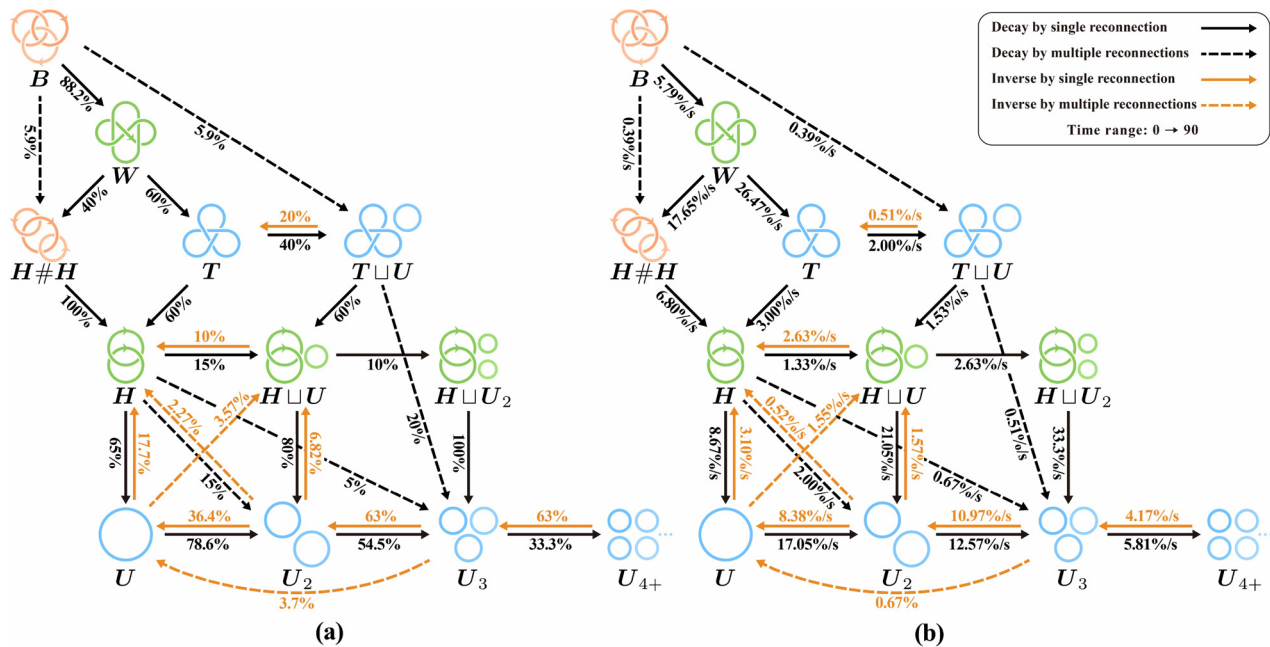 B
88.2%
5.9%
5.9%
W
40%
60%
20%
40%
H#H
T
T⊔U
100%
60%
60%
10%
15%
10%
H
H⊔U
H⊔U₂
2.27%
3.57%
20%
65%
17.7%
15%
80%
6.82%
5%
100%
36.4%
78.6%
63%
54.5%
63%
33.3%
U
U₂
U₃
U₄₊
3.7%
(a)
B
5.79%/s
0.39%/s
0.39%/s
W
17.65%/s
26.47%/s
0.51%/s
2.00%/s
H#H
T
T⊔U
6.80%/s
3.00%/s
1.53%/s
2.63%/s
1.33%/s
2.63%/s
H
H⊔U
H⊔U₂
0.52%/s
1.55%/s
0.51%/s
8.67%/s
3.10%/s
2.00%/s
21.05%/s
1.57%/s
0.67%/s
33.3%/s
8.38%/s
17.05%/s
10.97%/s
12.57%/s
4.17%/s
5.81%/s
U
U₂
U₃
U₄₊
0.67%
(b)
Decay by single reconnection
Decay by multiple reconnections
Inverse by single reconnection
Inverse by multiple reconnections
Time range: 0 → 90